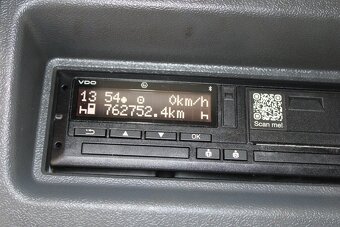 VDO
13 54 0km/h
762752.4km
OK
Scan me!